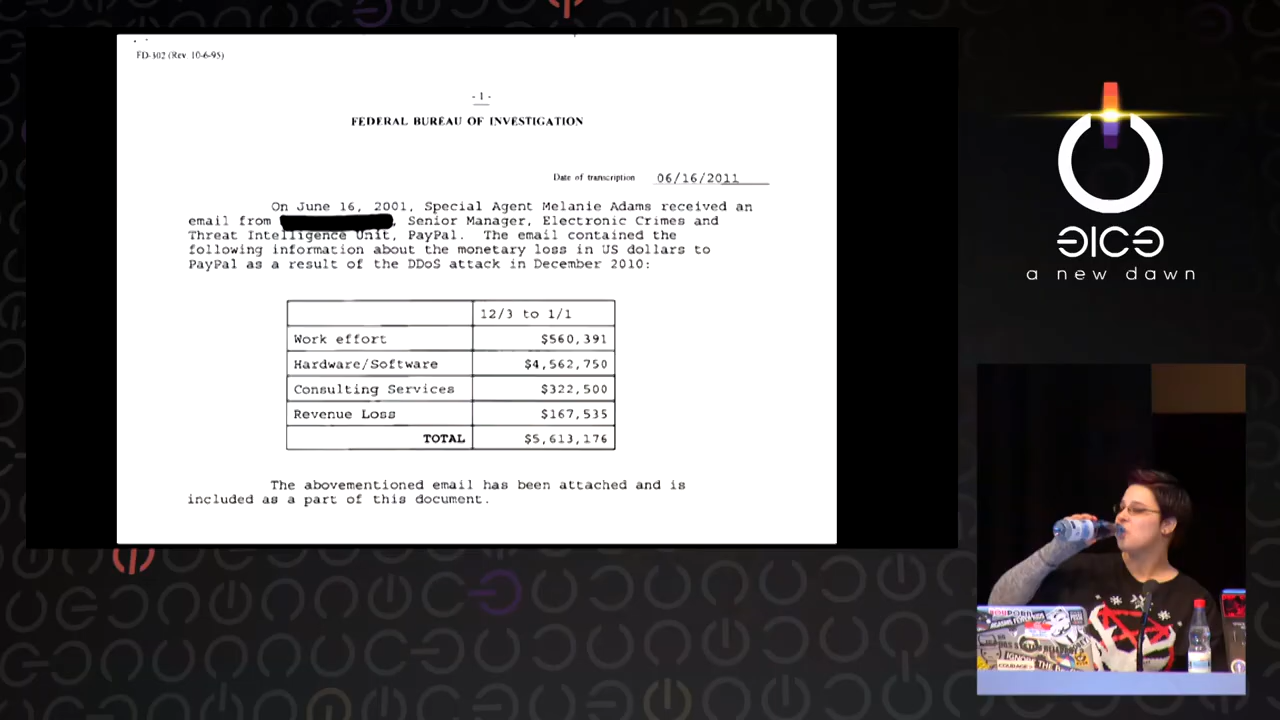 FD-302 (Rev. 10-6-95)
- 1 -
FEDERAL BUREAU OF INVESTIGATION
Date of transcription 06/16/2011
On June 16, 2001, Special Agent Melanie Adams received an
email from , Senior Manager, Electronic Crimes and
Threat Intelligence Unit, PayPal. The email contained the
following information about the monetary loss in US dollars to
PayPal as a result of the DDoS attack in December 2010:
12/3 to 1/1
Work effort $560,391
Hardware/Software $4,562,750
Consulting Services $322,500
Revenue Loss $167,535
TOTAL $5,613,176
The abovementioned email has been attached and is
included as a part of this document.
a new dawn